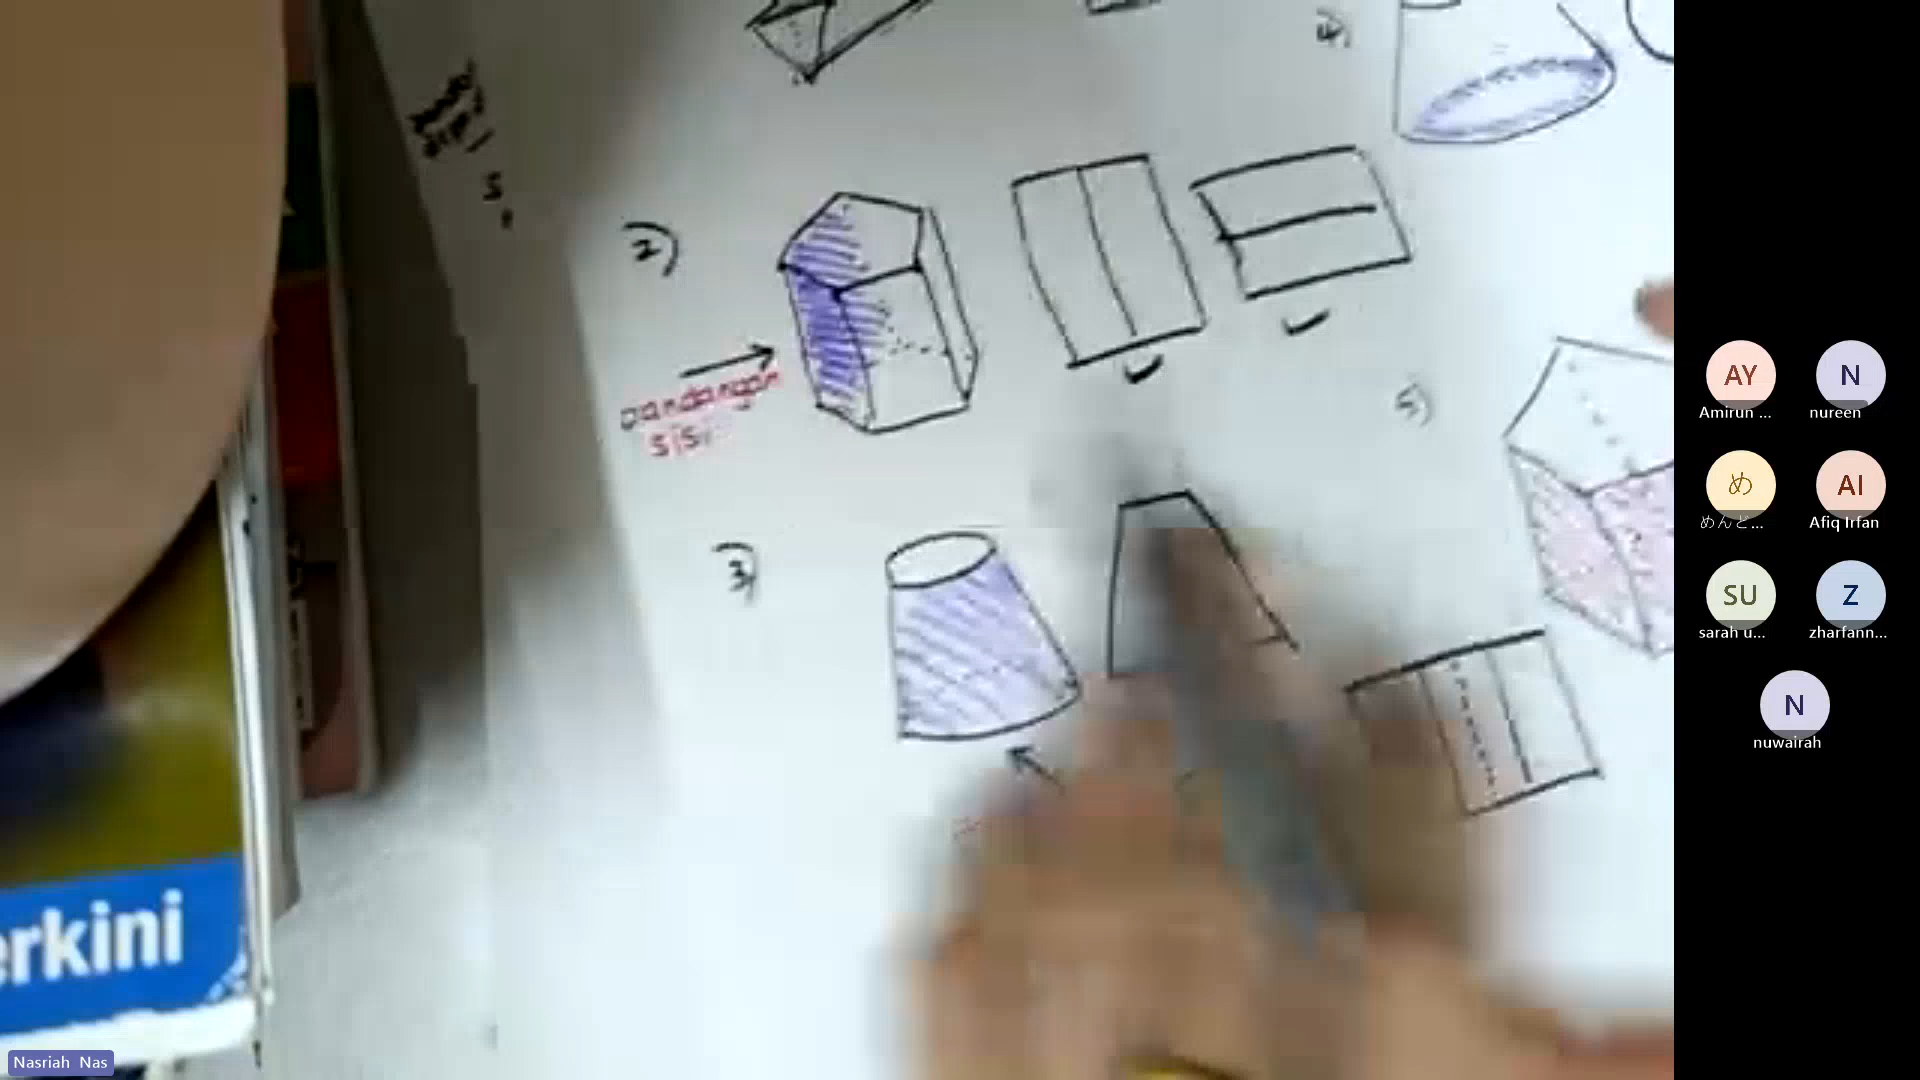 4)
2)
pandangan
sisi
5)
3)
erkini
AY
Amirun ...
N
nureen
め
めんど...
AI
Afiq Irfan
SU
sarah u...
Z
zharfann...
N
nuwairah
Nasriah Nas